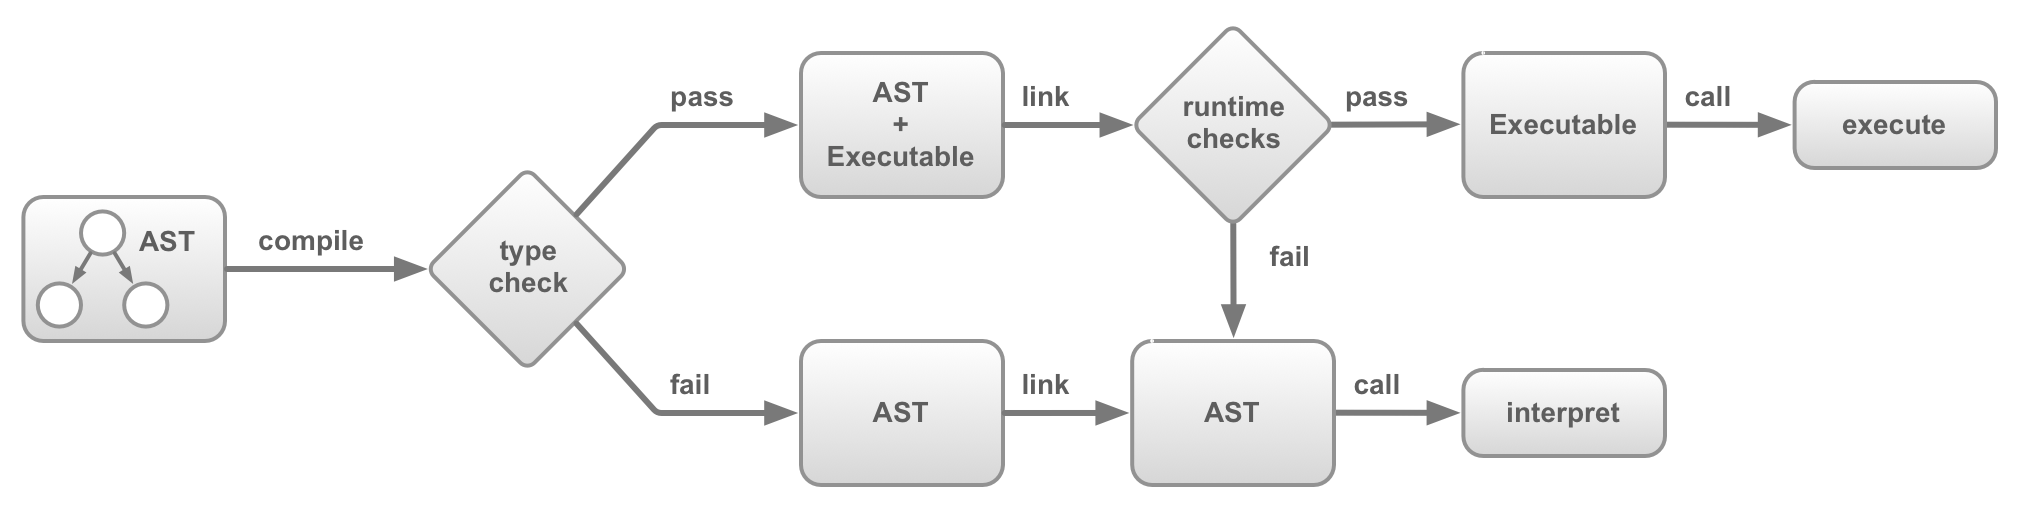 AST
compile
type
check
pass
AST
+
Executable
link
runtime
checks
pass
Executable
call
execute
fail
fail
AST
link
AST
call
interpret